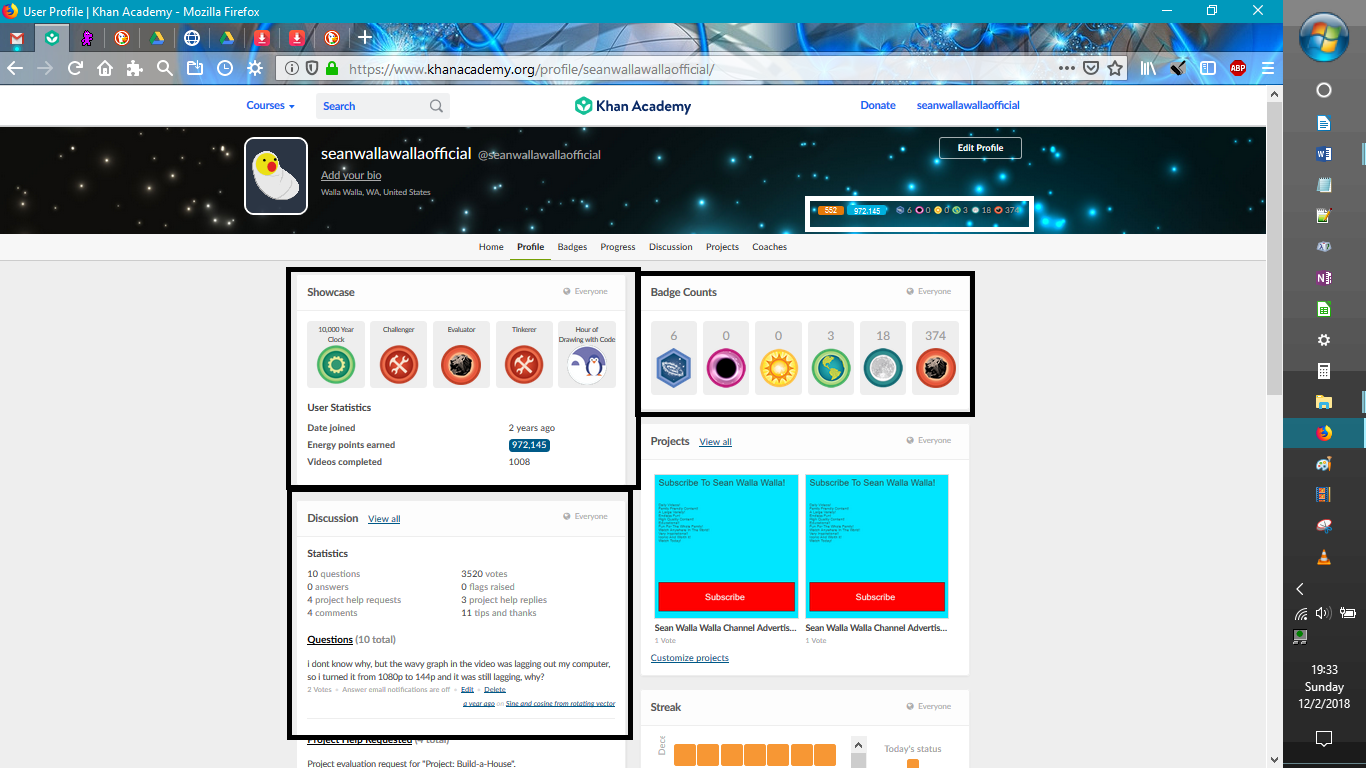 User Profile | Khan Academy - Mozilla Firefox
https://www.khanacademy.org/profile/seanwallawallaofficial/
ABP
Courses
Search
Khan Academy
Donate
seanwallawallaofficial
seanwallawallaofficial @seanwallawallaofficial
Add your bio
Walla Walla, WA, United States
Edit Profile
552 972,145 6 0 0 3 18 374
Home Profile Badges Progress Discussion Projects Coaches
Showcase
Everyone
10,000 Year Clock
Challenger
Evaluator
Tinkerer
Hour of Drawing with Code
User Statistics
Date joined 2 years ago
Energy points earned 972,145
Videos completed 1008
Badge Counts
Everyone
6 0 0 3 18 374
Discussion View all
Everyone
Statistics
10 questions 3520 votes
0 answers 0 flags raised
4 project help requests 3 project help replies
4 comments 11 tips and thanks
Questions (10 total)
i dont know why, but the wavy graph in the video was lagging out my computer,
so i turned it from 1080p to 144p and it was still lagging, why?
2 Votes • Answer email notifications are off • Edit • Delete
a year ago on Sine and cosine from rotating vector
Project Help Requested (4 total)
Project evaluation request for "Project: Build-a-House".
Projects View all
Everyone
Subscribe To Sean Walla Walla!
Subscribe
Sean Walla Walla Channel Advertis...
1 Vote
Subscribe To Sean Walla Walla!
Subscribe
Sean Walla Walla Channel Advertis...
1 Vote
Customize projects
Streak
Everyone
Dece
Today's status
19:33
Sunday
12/2/2018